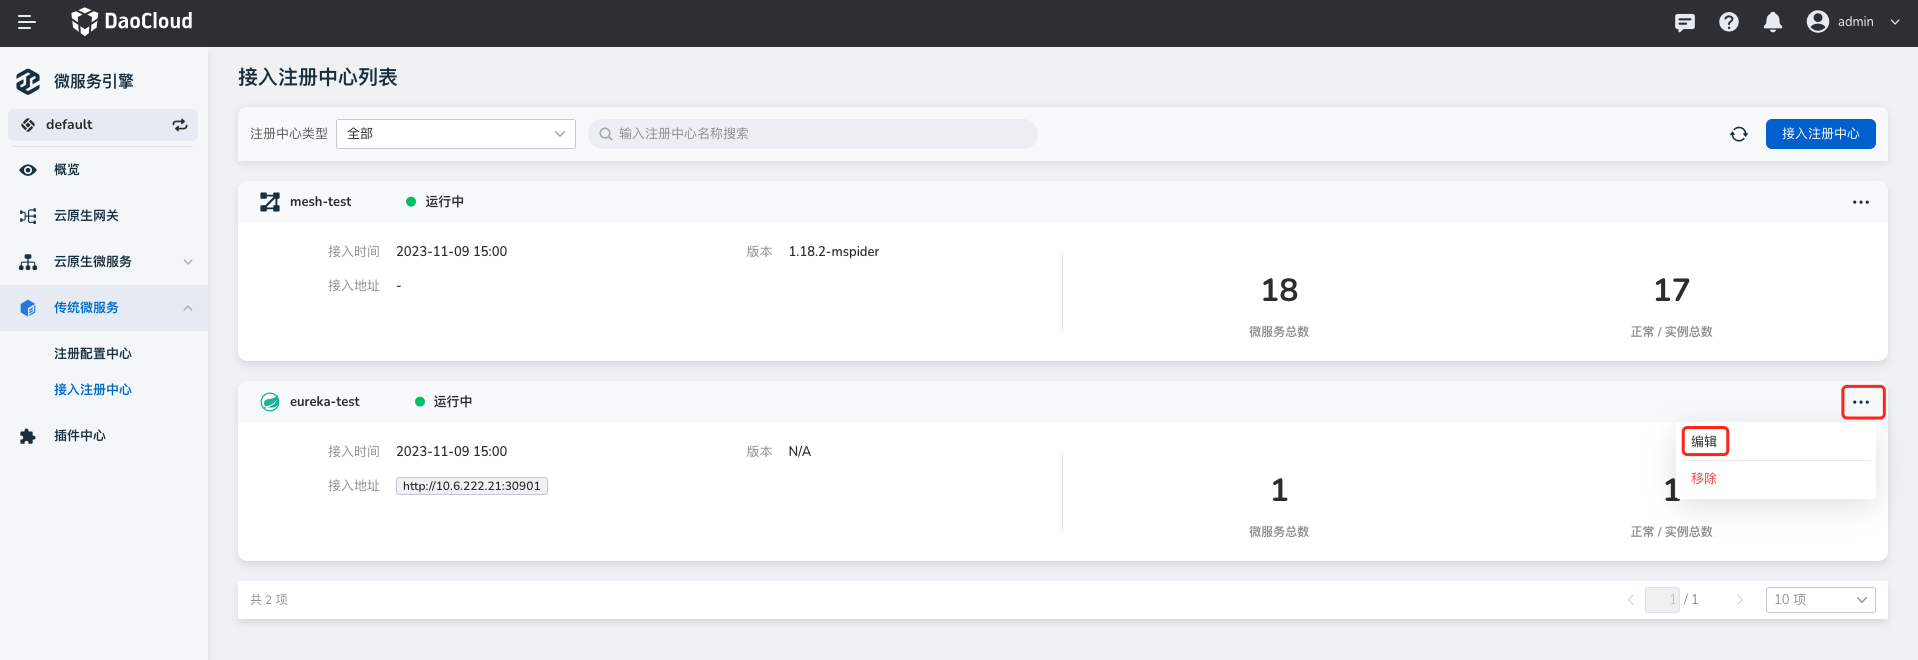 DaoCloud
admin
微服务引擎
default
概览
云原生网关
云原生微服务
传统微服务
注册配置中心
接入注册中心
插件中心
接入注册中心列表
注册中心类型
全部
输入注册中心名称搜索
接入注册中心
mesh-test
运行中
接入时间
2023-11-09 15:00
版本
1.18.2-mspider
接入地址
-
18
微服务总数
17
正常 / 实例总数
eureka-test
运行中
编辑
移除
接入时间
2023-11-09 15:00
版本
N/A
接入地址
http://10.6.222.21:30901
1
微服务总数
1
正常 / 实例总数
共 2 项
1 / 1
10 项